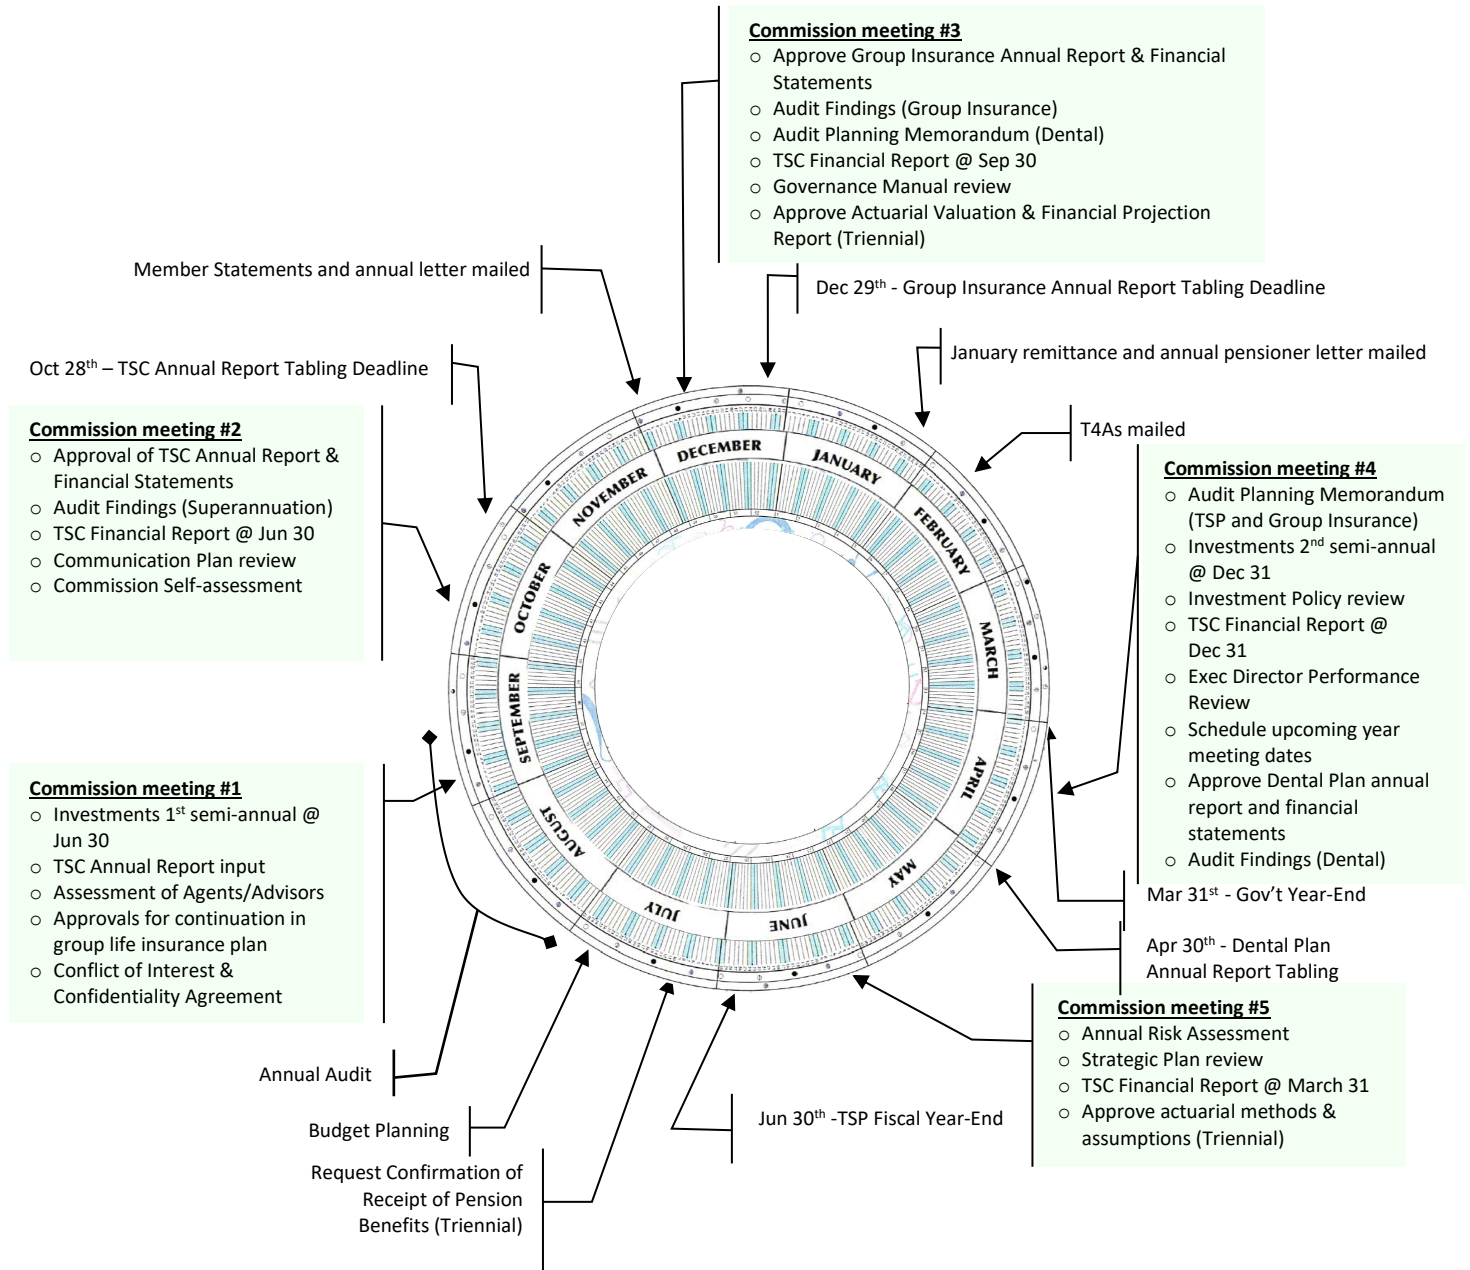 Commission meeting #3
o Approve Group Insurance Annual Report & Financial
Statements
o Audit Findings (Group Insurance)
o Audit Planning Memorandum (Dental)
o TSC Financial Report @ Sep 30
o Governance Manual review
o Approve Actuarial Valuation & Financial Projection
Report (Triennial)
Member Statements and annual letter mailed
Dec 29th - Group Insurance Annual Report Tabling Deadline
January remittance and annual pensioner letter mailed
Oct 28th – TSC Annual Report Tabling Deadline
T4As mailed
Commission meeting #2
o Approval of TSC Annual Report &
Financial Statements
o Audit Findings (Superannuation)
o TSC Financial Report @ Jun 30
o Communication Plan review
o Commission Self-assessment
Commission meeting #4
o Audit Planning Memorandum
(TSP and Group Insurance)
o Investments 2nd semi-annual
@ Dec 31
o Investment Policy review
o TSC Financial Report @
Dec 31
o Exec Director Performance
Review
o Schedule upcoming year
meeting dates
o Approve Dental Plan annual
report and financial
statements
o Audit Findings (Dental)
JANUARY
FEBRUARY
MARCH
APRIL
MAY
JUNE
JULY
AUGUST
SEPTEMBER
OCTOBER
NOVEMBER
DECEMBER
Commission meeting #1
o Investments 1st semi-annual @
Jun 30
o TSC Annual Report input
o Assessment of Agents/Advisors
o Approvals for continuation in
group life insurance plan
o Conflict of Interest &
Confidentiality Agreement
Mar 31st - Gov't Year-End
Apr 30th - Dental Plan
Annual Report Tabling
Commission meeting #5
o Annual Risk Assessment
o Strategic Plan review
o TSC Financial Report @ March 31
o Approve actuarial methods &
assumptions (Triennial)
Annual Audit
Budget Planning
Jun 30th -TSP Fiscal Year-End
Request Confirmation of
Receipt of Pension
Benefits (Triennial)